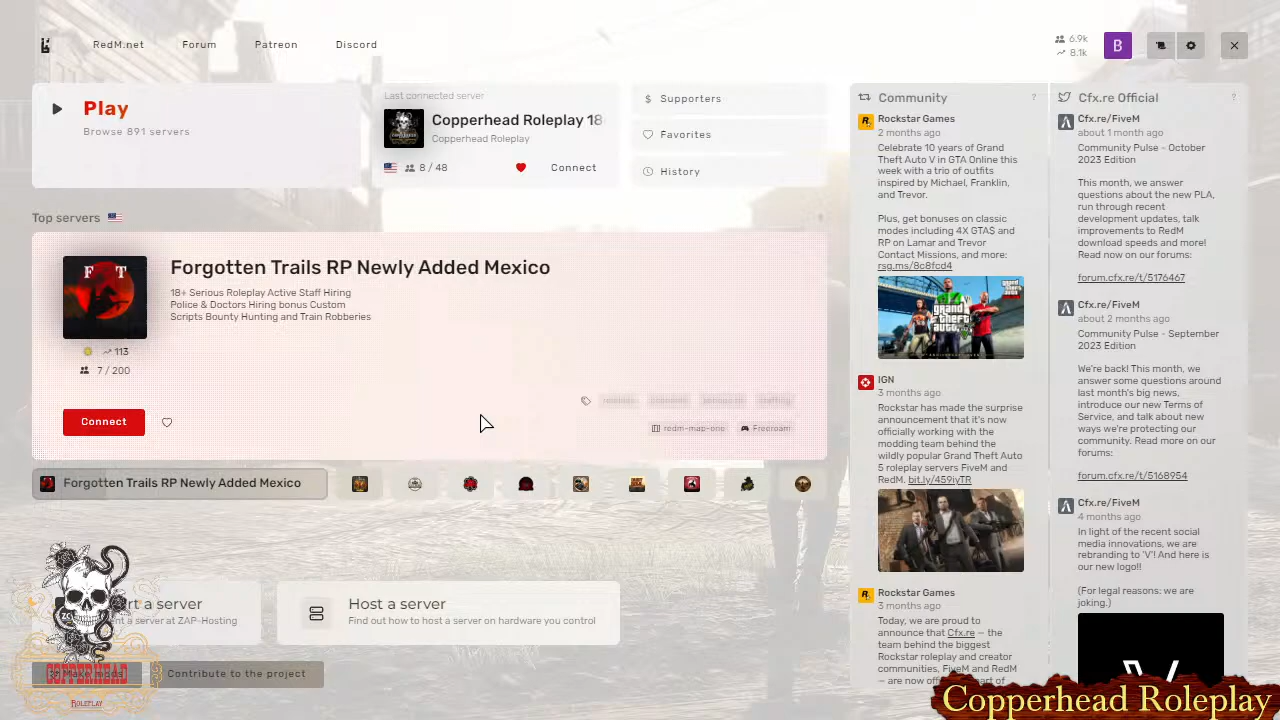 RedM.net
Forum
Patreon
Discord
6.9k
8.1k
B
Play
Browse 891 servers
Last connected server
Copperhead Roleplay 18
Copperhead Roleplay
8 / 48
Connect
Supporters
Favorites
History
Top servers
F T
Forgotten Trails RP Newly Added Mexico
18+ Serious Roleplay Active Staff Hiring
Police & Doctors Hiring bonus Custom
Scripts Bounty Hunting and Train Robberies
113
7 / 200
Connect
redm-map-one
Freeroam
Forgotten Trails RP Newly Added Mexico
rt a server
nt a server at ZAP-Hosting
Host a server
Find out how to host a server on hardware you control
Make mods
Contribute to the project
COPPERHEAD
ROLEPLAY
Community
?
Rockstar Games
2 months ago
Celebrate 10 years of Grand
Theft Auto V in GTA Online this
week with a trio of outfits
inspired by Michael, Franklin,
and Trevor.
Plus, get bonuses on classic
modes including 4X GTA$ and
RP on Lamar and Trevor
Contact Missions, and more:
rsg.ms/8c8fcd4
grand
theft
auto
IGN
3 months ago
Rockstar has made the surprise
announcement that it's now
officially working with the
modding team behind the
wildly popular Grand Theft Auto
5 roleplay servers FiveM and
RedM. bit.ly/459iyTR
Rockstar Games
3 months ago
Today, we are proud to
announce that Cfx.re — the
team behind the biggest
Rockstar roleplay and creator
communities, FiveM and RedM
— are now off rt of
Cfx.re Official
?
Cfx.re/FiveM
about 1 month ago
Community Pulse - October
2023 Edition
This month, we answer
questions about the new PLA,
run through recent
development updates, talk
improvements to RedM
download speeds and more!
Read now on our forums:
forum.cfx.re/t/5176467
Cfx.re/FiveM
about 2 months ago
Community Pulse - September
2023 Edition
We're back! This month, we
answer some questions around
last month's big news,
introduce our new Terms of
Service, and talk about new
ways we're protecting our
community. Read more on our
forums:
forum.cfx.re/t/5168954
Cfx.re/FiveM
4 months ago
In light of the recent social
media innovations, we are
rebranding to 'V'! And here is
our new logo!!
(For legal reasons: we are
joking.)
Copperhead Roleplay